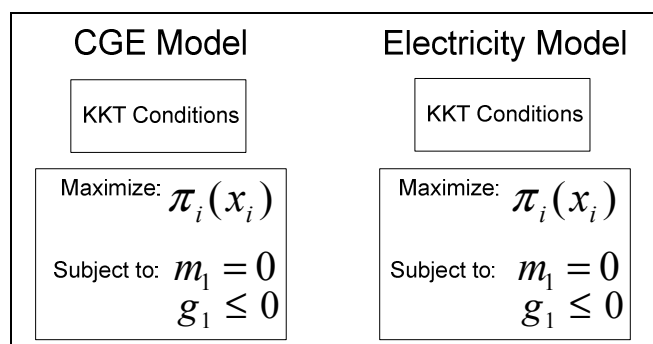 CGE Model
KKT Conditions
Maximize: π_i(x_i)
Subject to: m_1 = 0
g_1 ≤ 0
Electricity Model
KKT Conditions
Maximize: π_i(x_i)
Subject to: m_1 = 0
g_1 ≤ 0